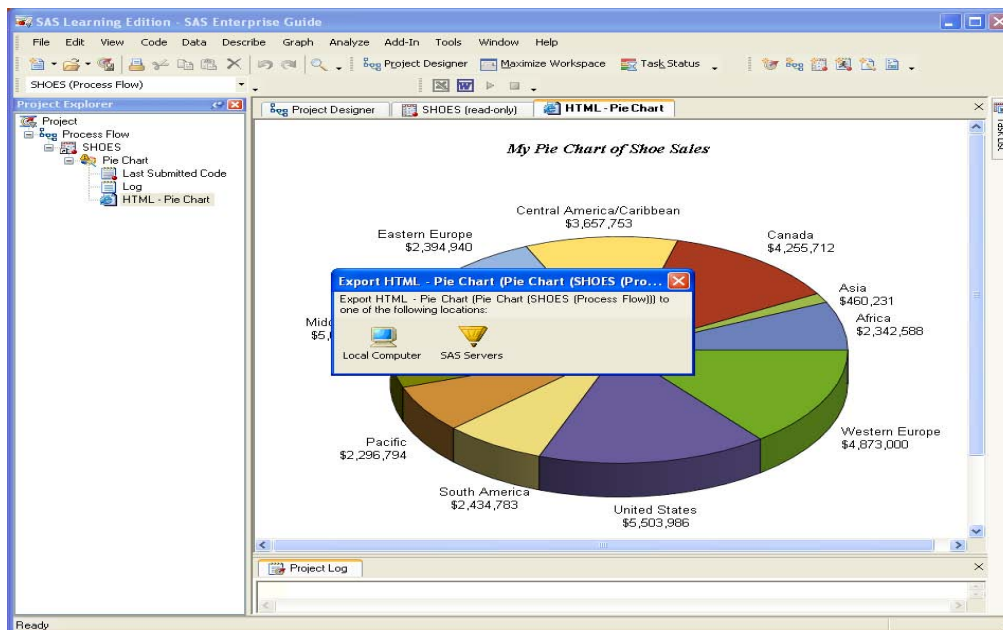 SAS Learning Edition - SAS Enterprise Guide
File Edit View Code Data Describe Graph Analyze Add-In Tools Window Help
Project Designer Maximize Workspace Task Status
SHOES (Process Flow)
Project Explorer
Project Designer SHOES (read-only) HTML - Pie Chart
Task List
Project
Process Flow
SHOES
Pie Chart
Last Submitted Code
Log
HTML - Pie Chart
My Pie Chart of Shoe Sales
Central America/Caribbean
$3,657,753
Eastern Europe
$2,394,940
Canada
$4,255,712
Asia
$460,231
Africa
$2,342,588
Export HTML - Pie Chart (Pie Chart (SHOES (Pro...
Export HTML - Pie Chart (Pie Chart (SHOES (Process Flow))) to
one of the following locations:
Local Computer SAS Servers
Western Europe
$4,873,000
Pacific
$2,296,794
South America
$2,434,783
United States
$5,503,986
Project Log
Ready